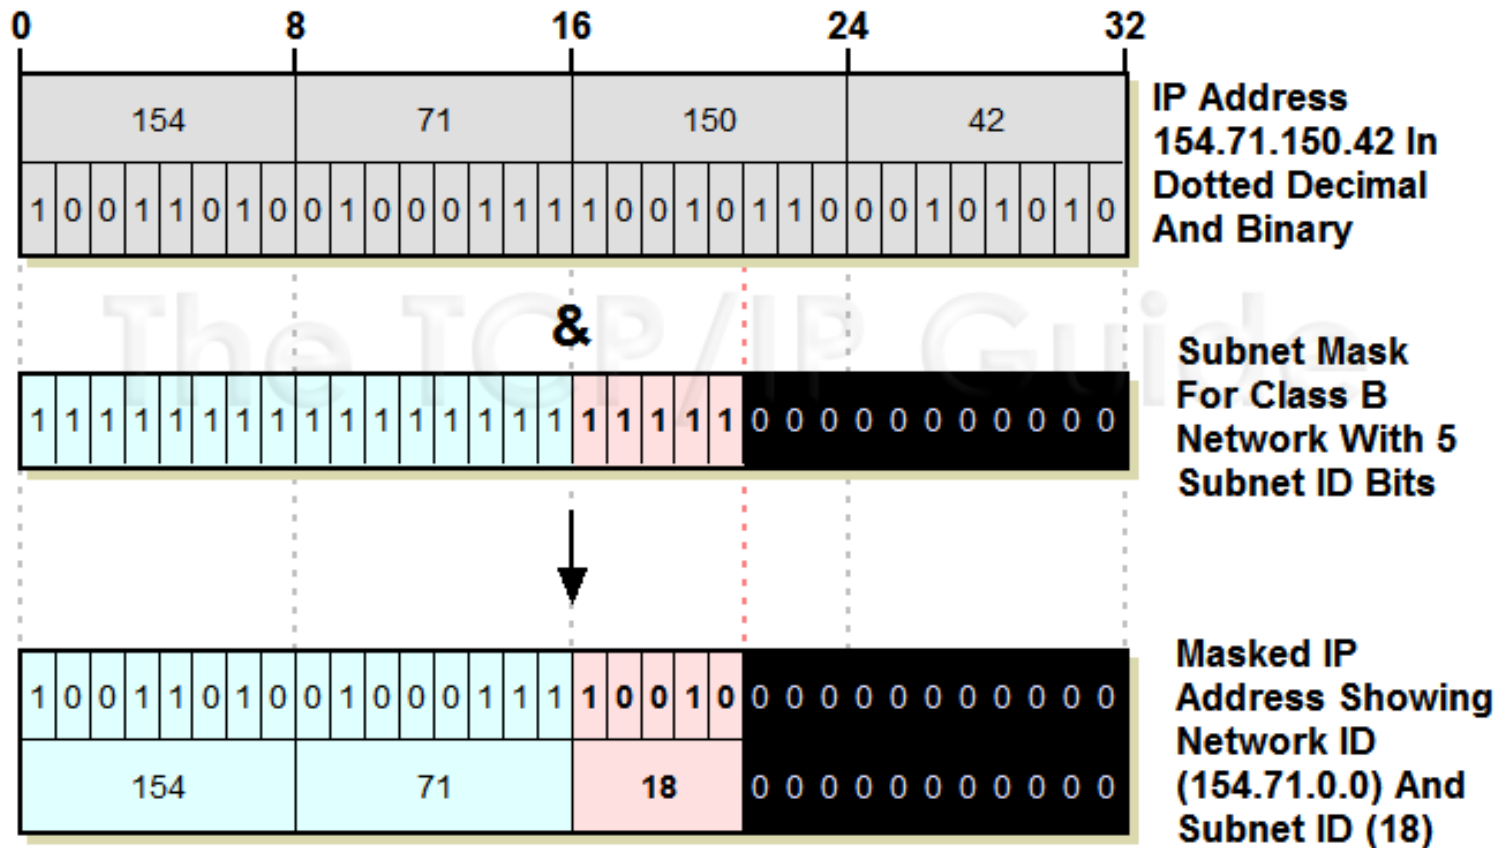 0 8 16 24 32
154 71 150 42
1 0 0 1 1 0 1 0 0 1 0 0 0 1 1 1 1 0 0 1 0 1 1 0 0 0 1 0 1 0 1 0
IP Address
154.71.150.42 In
Dotted Decimal
And Binary
The TCP/IP Guide
&
1 1 1 1 1 1 1 1 1 1 1 1 1 1 1 1 1 1 1 1 1 0 0 0 0 0 0 0 0 0 0 0
Subnet Mask
For Class B
Network With 5
Subnet ID Bits
1 0 0 1 1 0 1 0 0 1 0 0 0 1 1 1 1 0 0 1 0 0 0 0 0 0 0 0 0 0 0 0
154 71 18 0 0 0 0 0 0 0 0 0 0 0
Masked IP
Address Showing
Network ID
(154.71.0.0) And
Subnet ID (18)